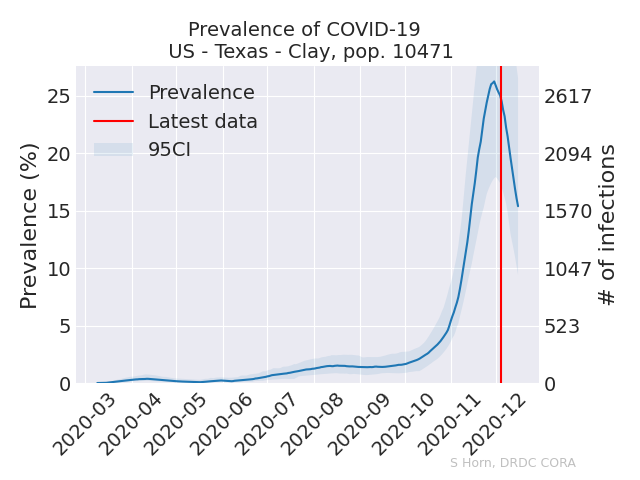 Prevalence of COVID-19
US - Texas - Clay, pop. 10471
Prevalence
Latest data
95CI
Prevalence (%)
25
20
15
10
5
0
# of infections
2617
2094
1570
1047
523
0
2020-03
2020-04
2020-05
2020-06
2020-07
2020-08
2020-09
2020-10
2020-11
2020-12
S Horn, DRDC CORA